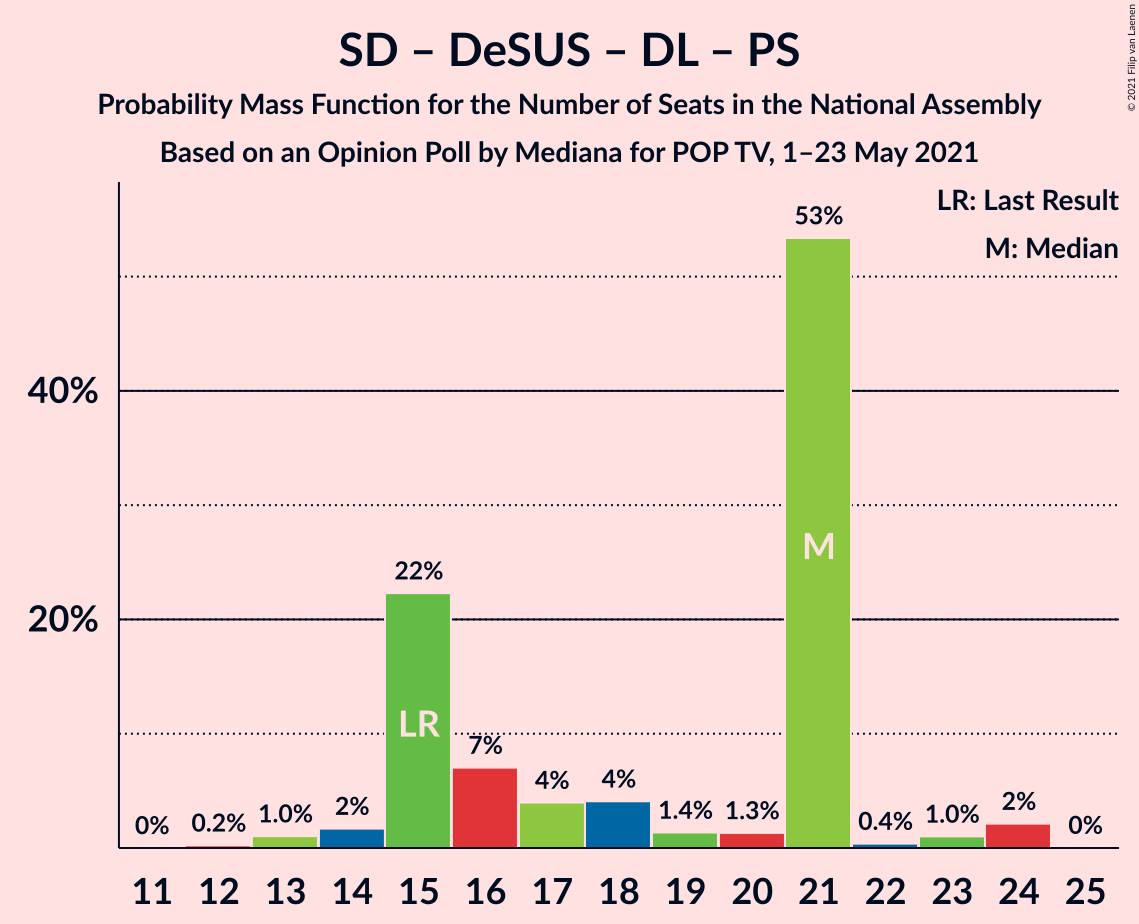 SD – DeSUS – DL – PS
Probability Mass Function for the Number of Seats in the National Assembly
Based on an Opinion Poll by Mediana for POP TV, 1–23 May 2021
© 2021 Filip van Laenen
LR: Last Result
M: Median
53%
40%
M
22%
20%
LR
7%
4%
4%
2%
1.4%
1.3%
2%
1.0%
0.4%
1.0%
0%
0.2%
0%
11 12 13 14 15 16 17 18 19 20 21 22 23 24 25